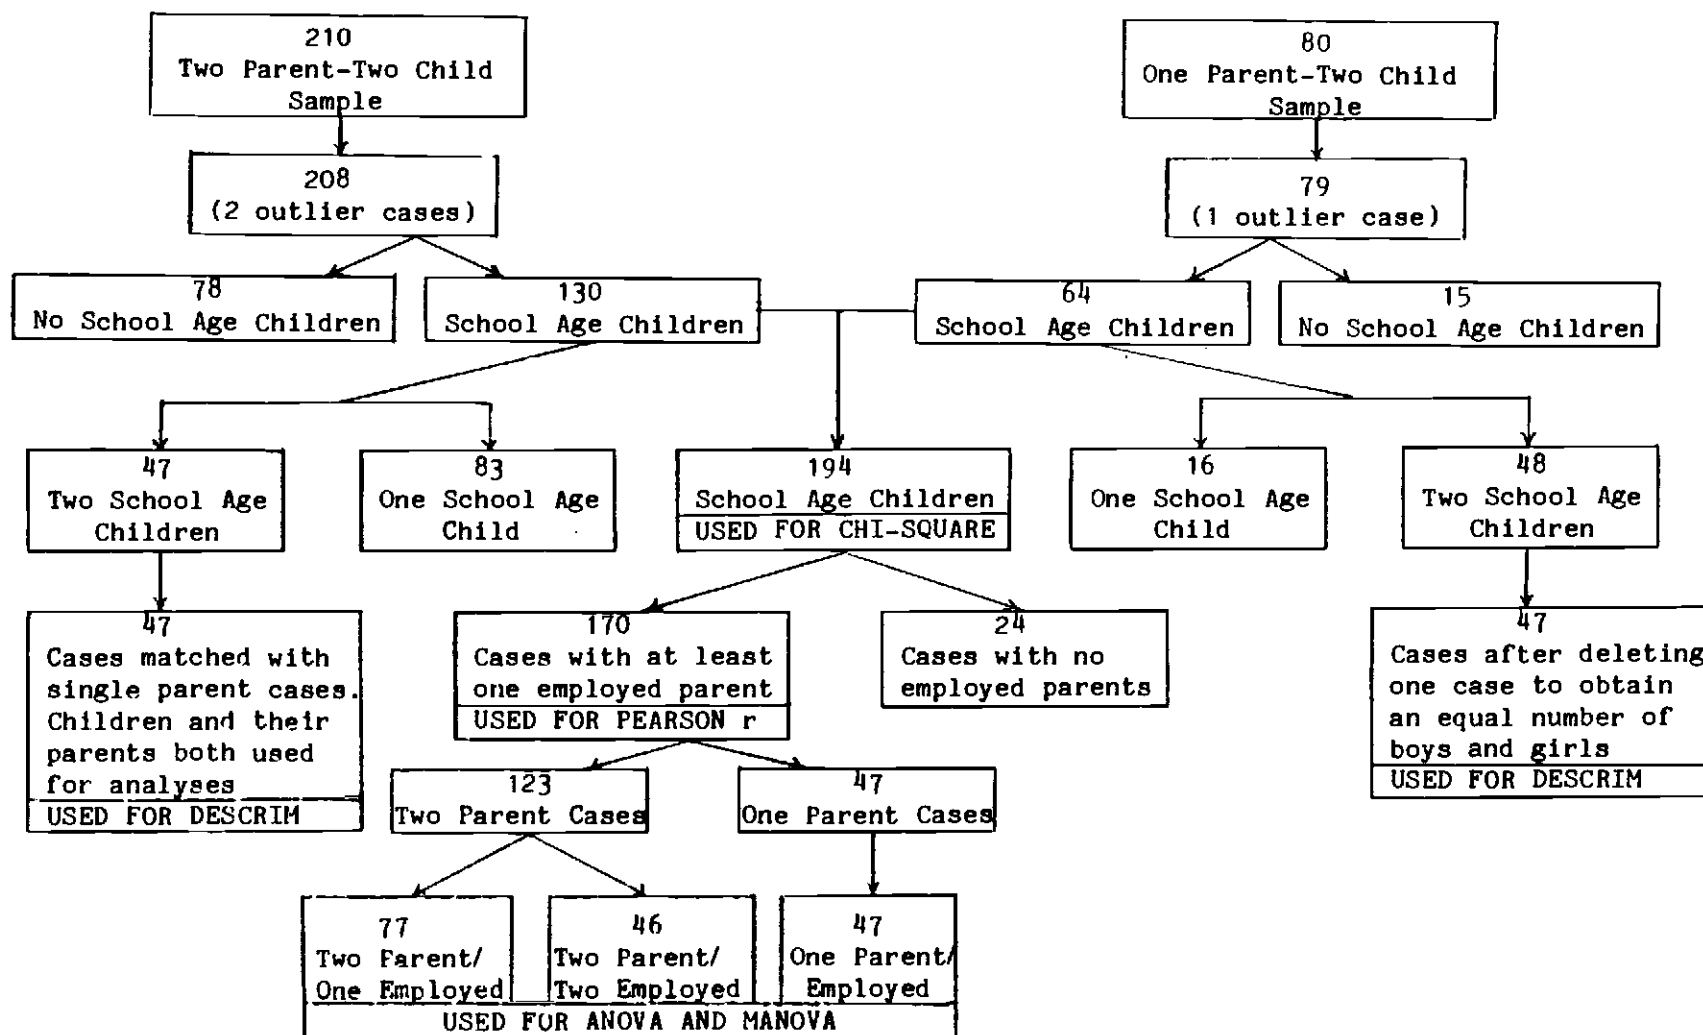 210
Two Parent-Two Child
Sample
80
One Parent-Two Child
Sample
208
(2 outlier cases)
79
(1 outlier case)
78
No School Age Children
130
School Age Children
64
School Age Children
15
No School Age Children
47
Two School Age
Children
83
One School Age
Child
194
School Age Children
USED FOR CHI-SQUARE
16
One School Age
Child
48
Two School Age
Children
47
Cases matched with
single parent cases.
Children and their
parents both used
for analyses
USED FOR DESCRIM
170
Cases with at least
one employed parent
USED FOR PEARSON r
24
Cases with no
employed parents
47
Cases after deleting
one case to obtain
an equal number of
boys and girls
USED FOR DESCRIM
123
Two Parent Cases
47
One Parent Cases
77
Two Parent/
One Employed
46
Two Parent/
Two Employed
47
One Parent/
Employed
USED FOR ANOVA AND MANOVA